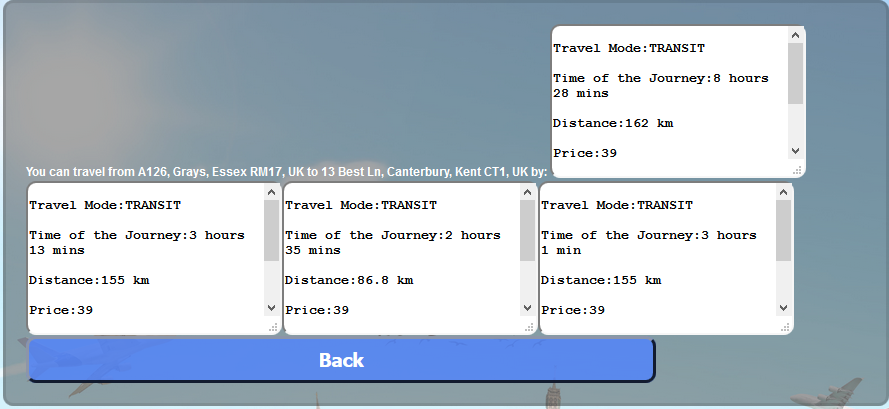 Travel Mode:TRANSIT
Time of the Journey:8 hours
28 mins
Distance:162 km
Price:39
You can travel from A126, Grays, Essex RM17, UK to 13 Best Ln, Canterbury, Kent CT1, UK by:
Travel Mode:TRANSIT
Time of the Journey:3 hours
13 mins
Distance:155 km
Price:39
Travel Mode:TRANSIT
Time of the Journey:2 hours
35 mins
Distance:86.8 km
Price:39
Travel Mode:TRANSIT
Time of the Journey:3 hours
1 min
Distance:155 km
Price:39
Back